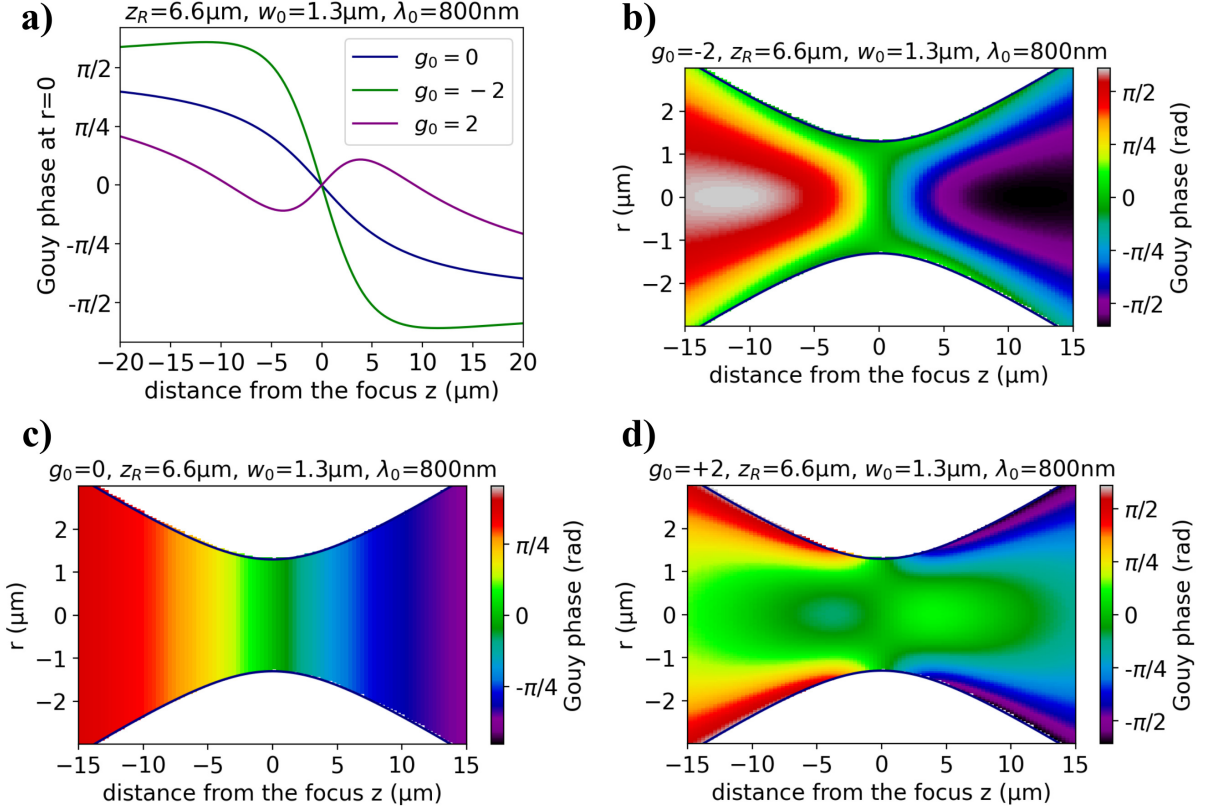 a)
z_R=6.6μm, w_0=1.3μm, λ_0=800nm
Gouy phase at r=0
π/2
π/4
0
-π/4
-π/2
g_0 = 0
g_0 = −2
g_0 = 2
−20 −15 −10 −5 0 5 10 15 20
distance from the focus z (μm)
b)
g_0=-2, z_R=6.6μm, w_0=1.3μm, λ_0=800nm
r (μm)
2
1
0
−1
−2
−15 −10 −5 0 5 10 15
distance from the focus z (μm)
π/2
π/4
0
-π/4
-π/2
Gouy phase (rad)
c)
g_0=0, z_R=6.6μm, w_0=1.3μm, λ_0=800nm
r (μm)
2
1
0
−1
−2
−15 −10 −5 0 5 10 15
distance from the focus z (μm)
π/4
0
-π/4
Gouy phase (rad)
d)
g_0=+2, z_R=6.6μm, w_0=1.3μm, λ_0=800nm
r (μm)
2
1
0
−1
−2
−15 −10 −5 0 5 10 15
distance from the focus z (μm)
π/2
π/4
0
-π/4
-π/2
Gouy phase (rad)